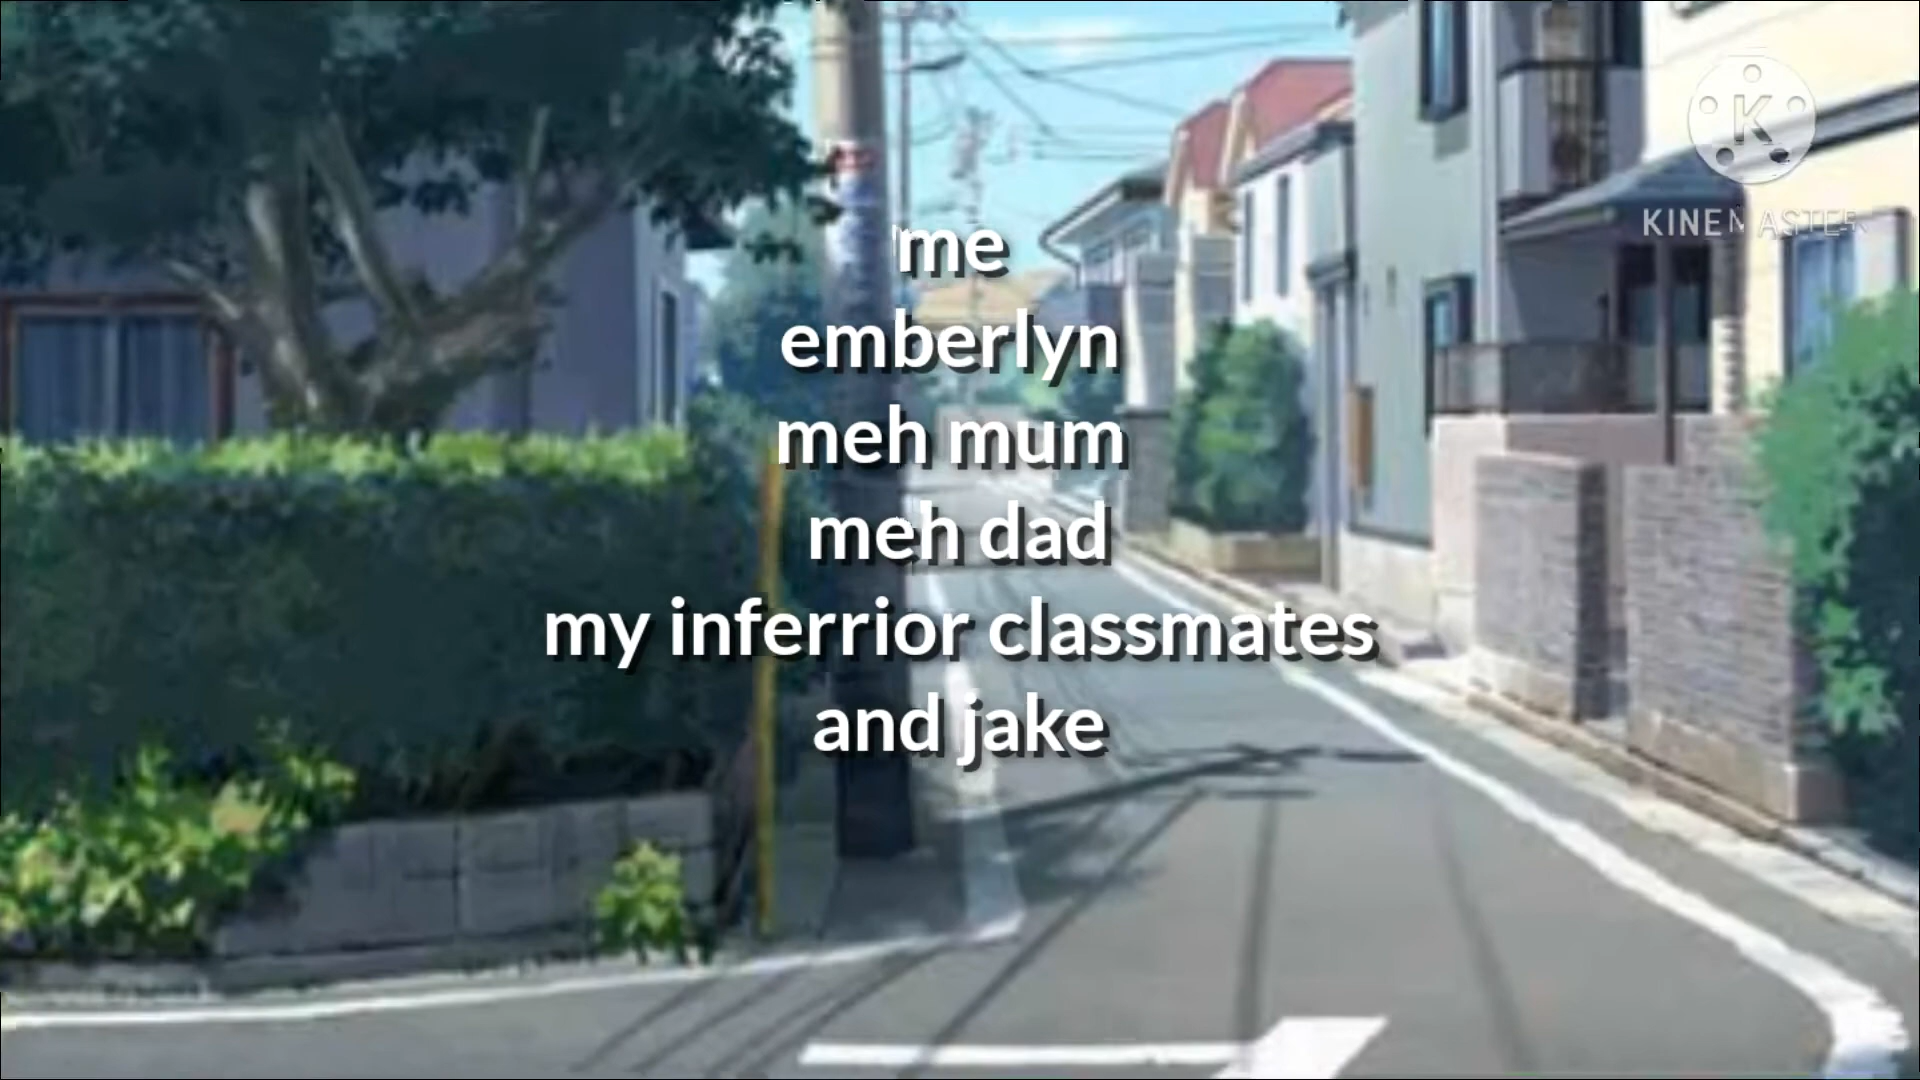 KINEMASTER
me
emberlyn
meh mum
meh dad
my inferrior classmates
and jake